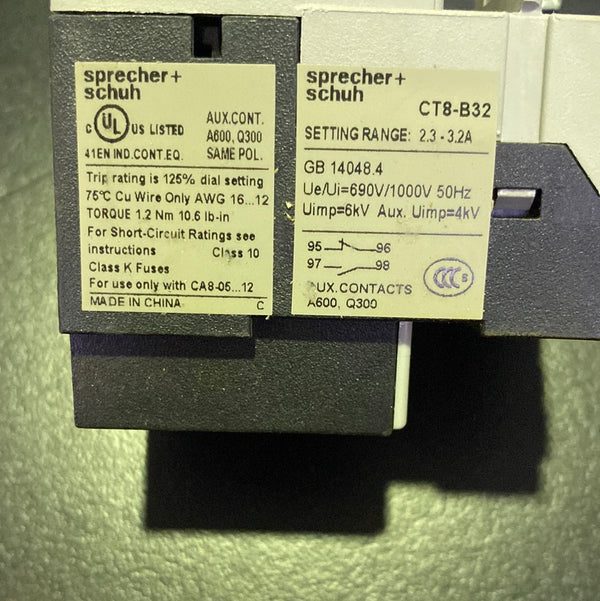 sprecher+
schuh
C UL US LISTED
41EN IND.CONT.EQ.
AUX.CONT.
A600, Q300
SAME POL.
Trip rating is 125% dial setting
75°C Cu Wire Only AWG 16...12
TORQUE 1.2 Nm 10.6 lb-in
For Short-Circuit Ratings see
instructions Class 10
Class K Fuses
For use only with CA8-05...12
MADE IN CHINA C
sprecher+
schuh
CT8-B32
SETTING RANGE: 2.3 - 3.2A
GB 14048.4
Ue/Ui=690V/1000V 50Hz
Uimp=6kV Aux. Uimp=4kV
95 96
97 98
AUX.CONTACTS
A600, Q300
CCC S